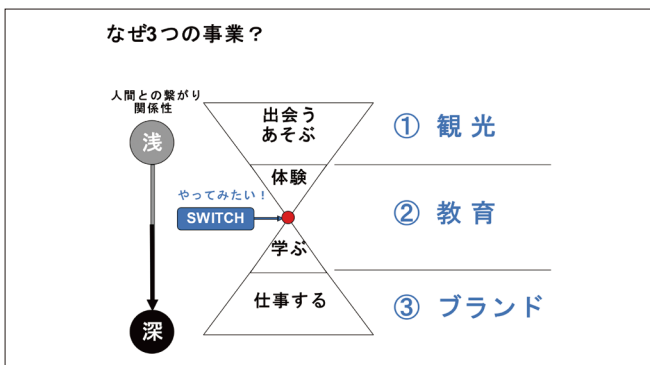 なぜ3つの事業？
人間との繋がり
関係性
浅
出会う
あそぶ
① 観光
体験
やってみたい！
SWITCH
② 教育
学ぶ
仕事する
③ ブランド
深